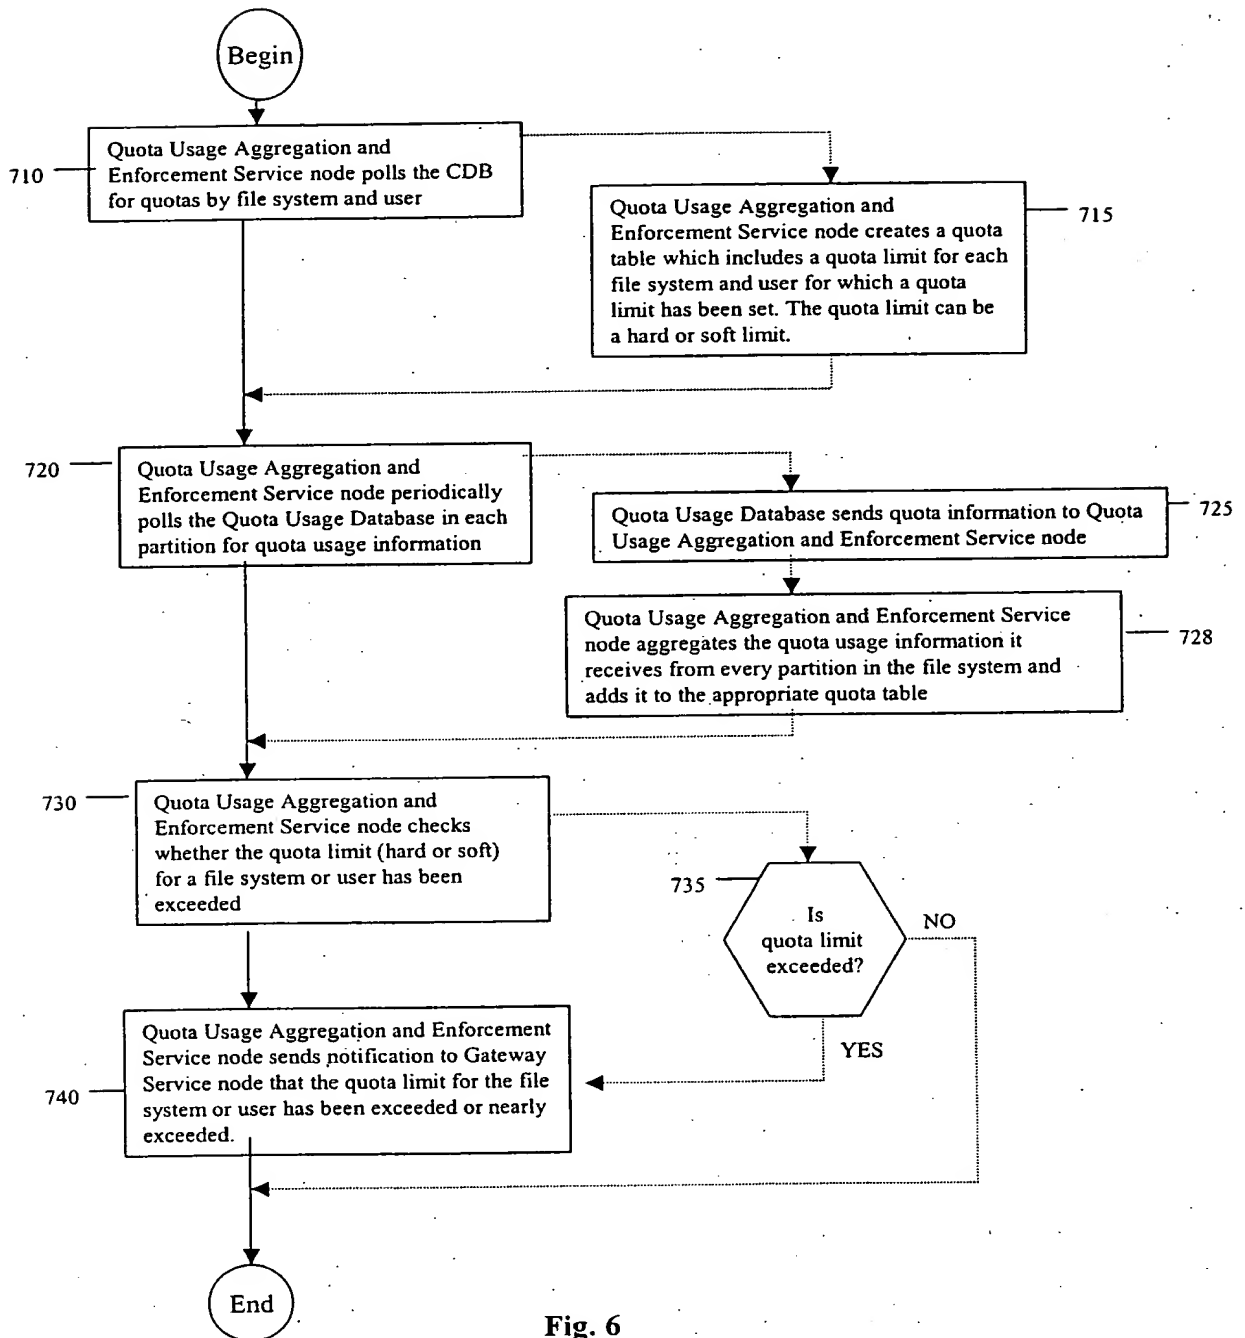 Begin
710
Quota Usage Aggregation and
Enforcement Service node polls the CDB
for quotas by file system and user
Quota Usage Aggregation and
Enforcement Service node creates a quota
table which includes a quota limit for each
file system and user for which a quota
limit has been set. The quota limit can be
a hard or soft limit.
715
720
Quota Usage Aggregation and
Enforcement Service node periodically
polls the Quota Usage Database in each
partition for quota usage information
Quota Usage Database sends quota information to Quota
Usage Aggregation and Enforcement Service node
725
Quota Usage Aggregation and Enforcement Service
node aggregates the quota usage information it
receives from every partition in the file system and
adds it to the appropriate quota table
728
730
Quota Usage Aggregation and
Enforcement Service node checks
whether the quota limit (hard or soft)
for a file system or user has been
exceeded
735
Is
quota limit
exceeded?
NO
YES
740
Quota Usage Aggregation and Enforcement
Service node sends notification to Gateway
Service node that the quota limit for the file
system or user has been exceeded or nearly
exceeded.
End
Fig. 6